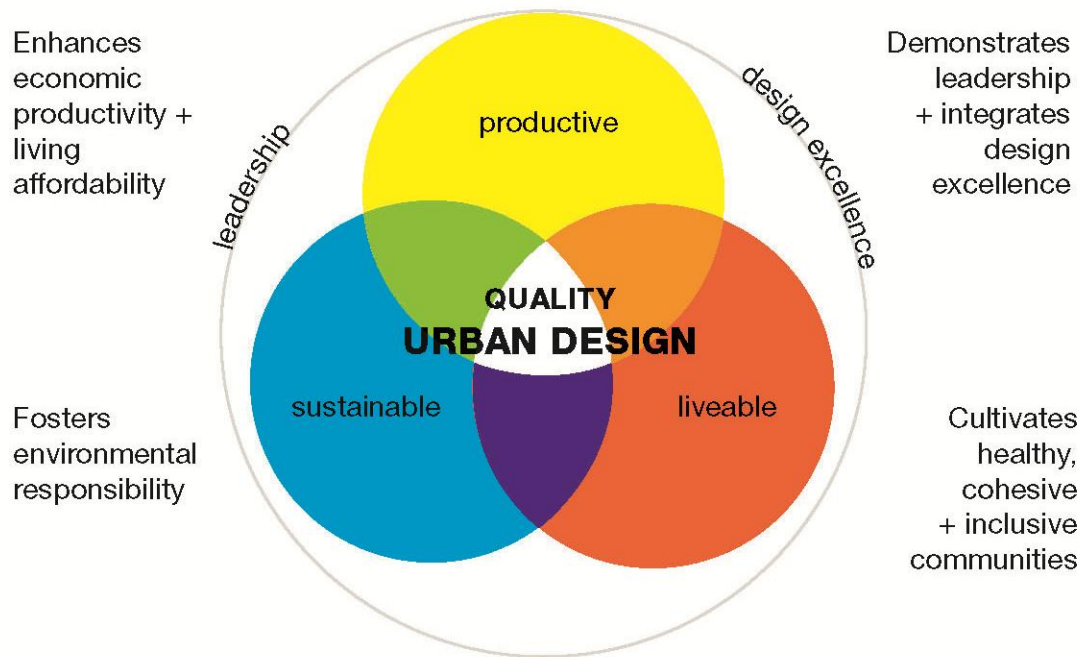 Enhances
economic
productivity +
living
affordability
Demonstrates
leadership
+ integrates
design
excellence
leadership
design excellence
productive
QUALITY
URBAN DESIGN
sustainable
liveable
Fosters
environmental
responsibility
Cultivates
healthy,
cohesive
+ inclusive
communities